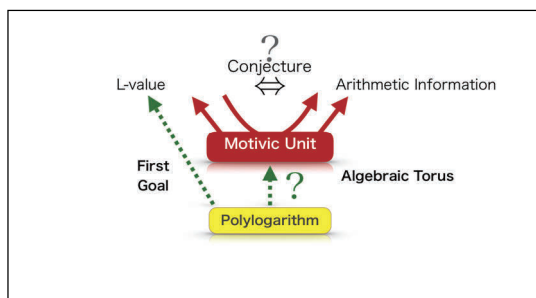 ?
Conjecture
L-value
⇔
Arithmetic Information
Motivic Unit
First
Goal
?
Algebraic Torus
Polylogarithm